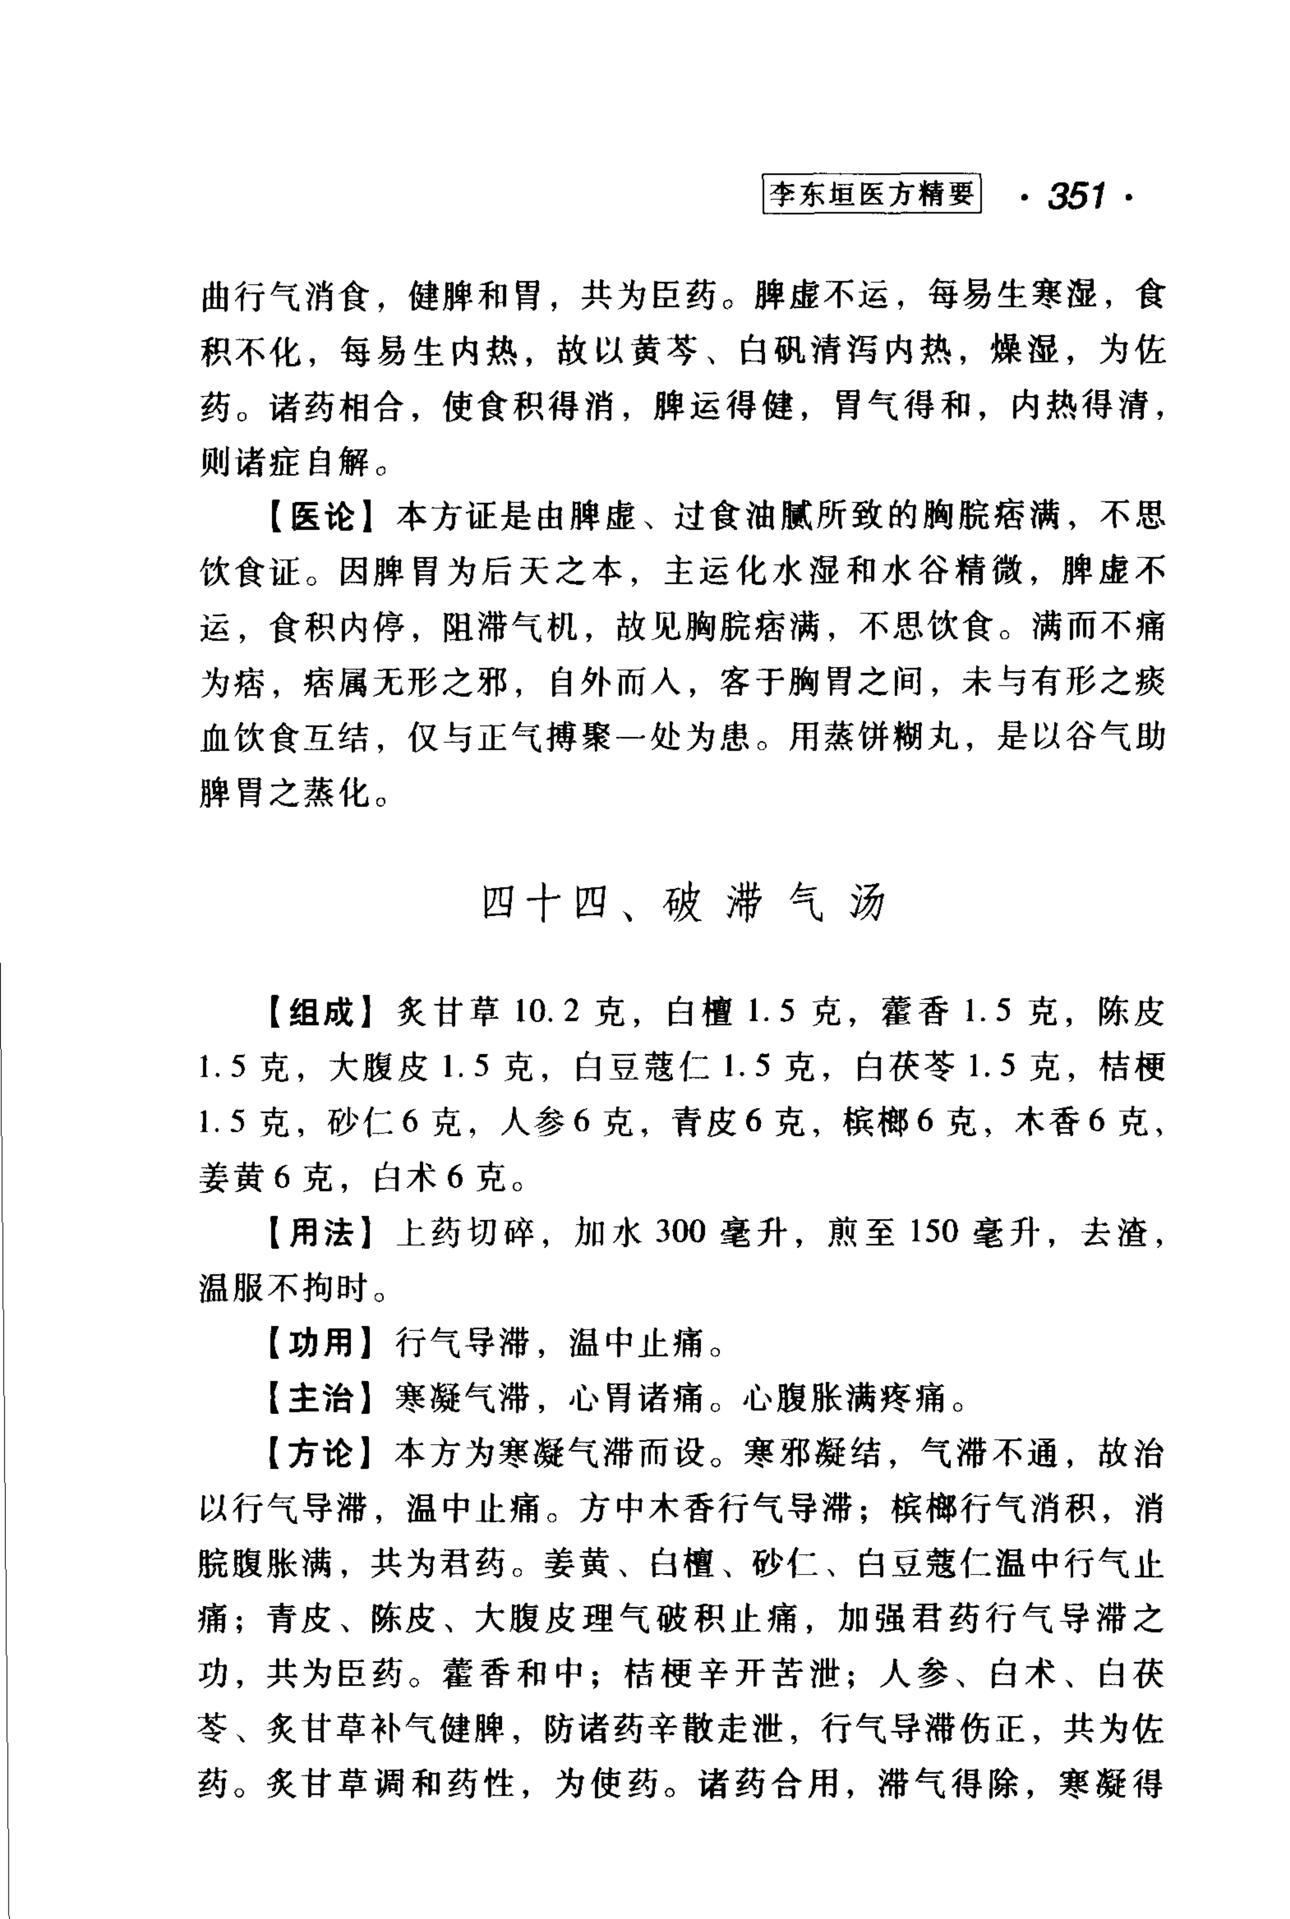 李东垣医方精要 ·351·
曲行气消食，健脾和胃，共为臣药。脾虚不运，每易生寒湿，食
积不化，每易生内热，故以黄芩、白矾清泻内热，燥湿，为佐
药。诸药相合，使食积得消，脾运得健，胃气得和，内热得清，
则诸症自解。
【医论】本方证是由脾虚、过食油腻所致的胸脘痞满，不思
饮食证。因脾胃为后天之本，主运化水湿和水谷精微，脾虚不
运，食积内停，阻滞气机，故见胸脘痞满，不思饮食。满而不痛
为痞，痞属无形之邪，自外而入，客于胸胃之间，未与有形之痰
血饮食互结，仅与正气搏聚一处为患。用蒸饼糊丸，是以谷气助
脾胃之蒸化。
四十四、破滞气汤
【组成】炙甘草10.2克，白檀1.5克，藿香1.5克，陈皮
1.5克，大腹皮1.5克，白豆蔻仁1.5克，白茯苓1.5克，桔梗
1.5克，砂仁6克，人参6克，青皮6克，槟榔6克，木香6克，
姜黄6克，白术6克。
【用法】上药切碎，加水300毫升，煎至150毫升，去渣，
温服不拘时。
【功用】行气导滞，温中止痛。
【主治】寒凝气滞，心胃诸痛。心腹胀满疼痛。
【方论】本方为寒凝气滞而设。寒邪凝结，气滞不通，故治
以行气导滞，温中止痛。方中木香行气导滞；槟榔行气消积，消
脘腹胀满，共为君药。姜黄、白檀、砂仁、白豆蔻仁温中行气止
痛；青皮、陈皮、大腹皮理气破积止痛，加强君药行气导滞之
功，共为臣药。藿香和中；桔梗辛开苦泄；人参、白术、白茯
苓、炙甘草补气健脾，防诸药辛散走泄，行气导滞伤正，共为佐
药。炙甘草调和药性，为使药。诸药合用，滞气得除，寒凝得